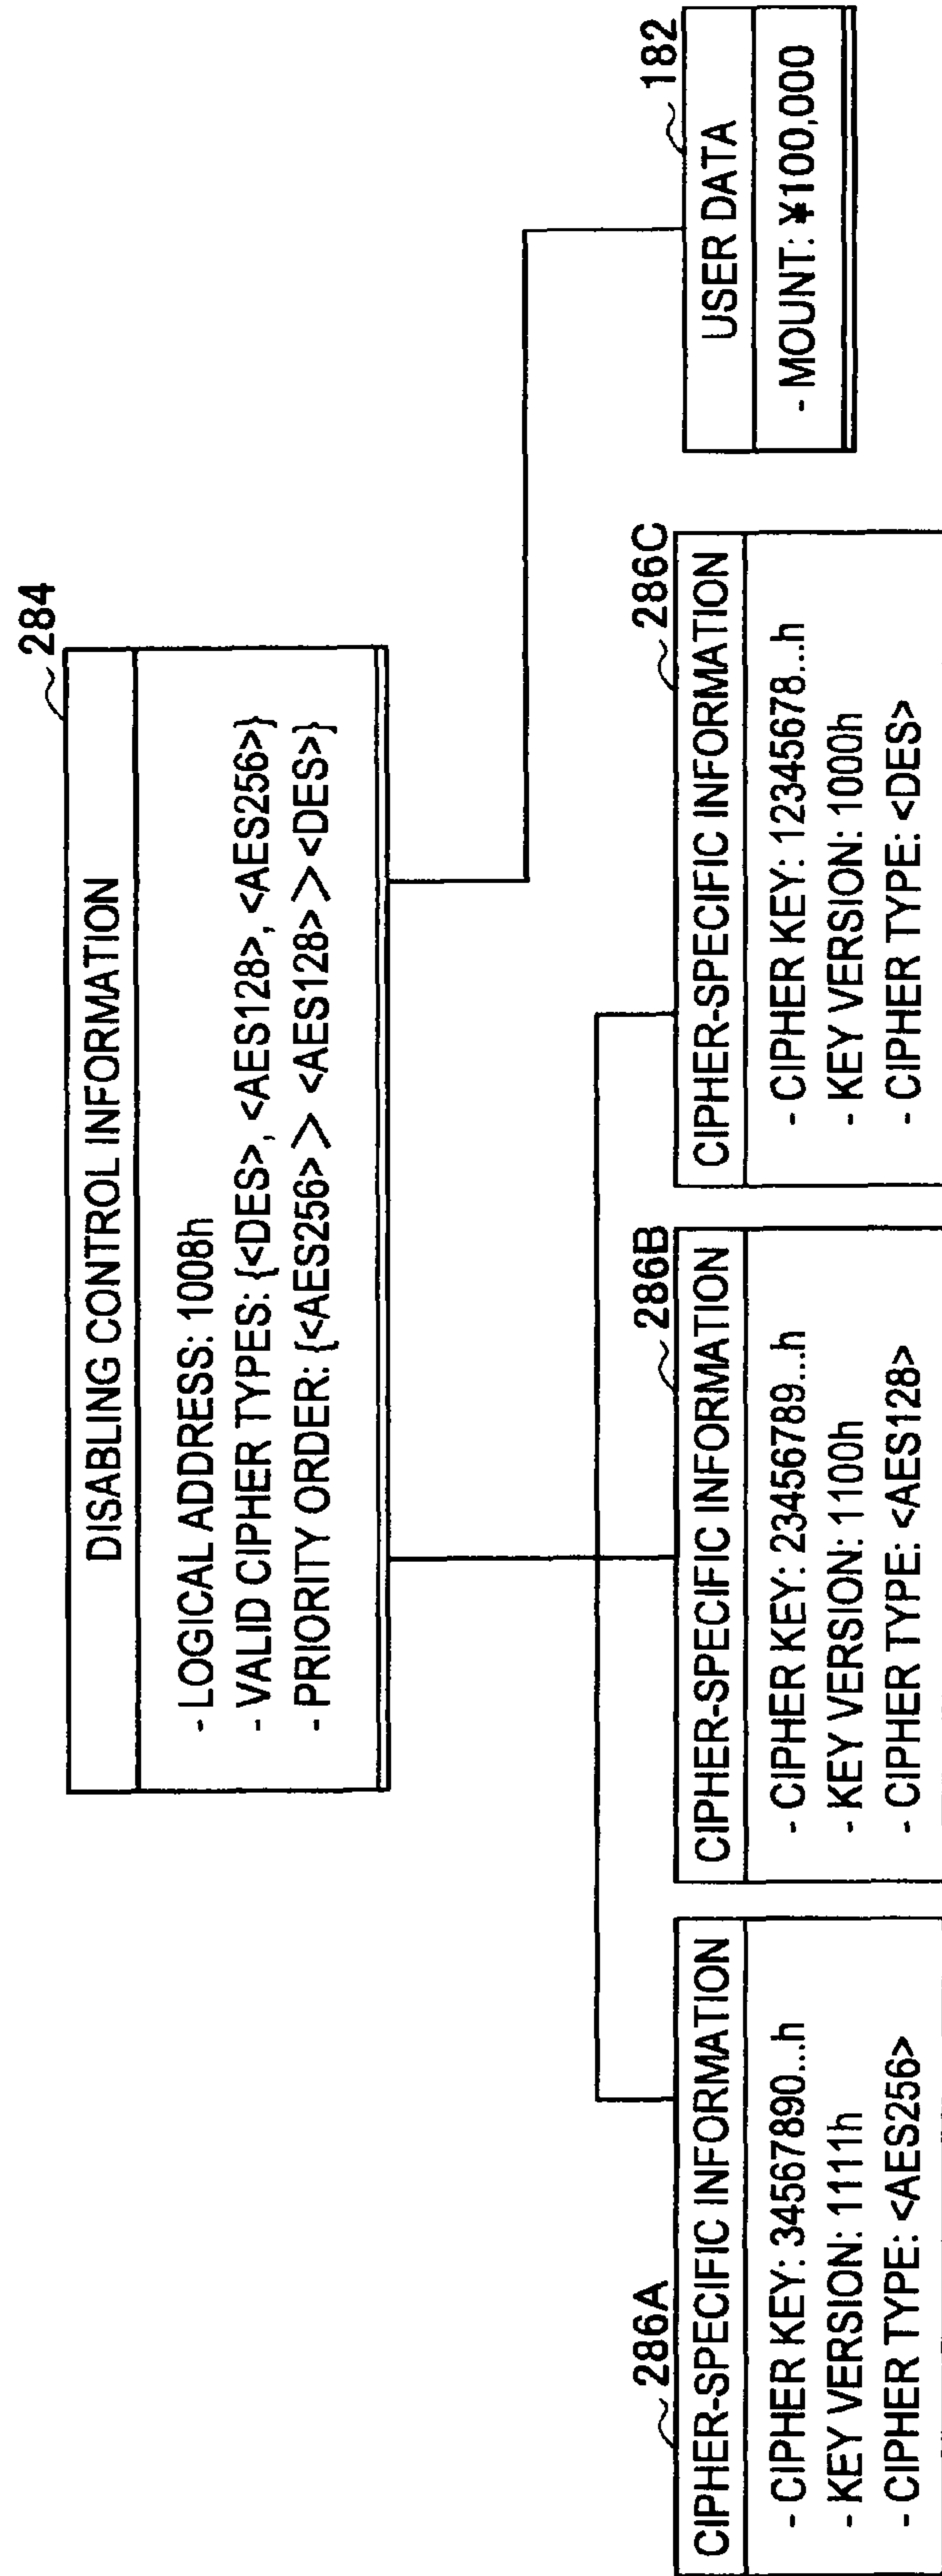 284
DISABLING CONTROL INFORMATION
- LOGICAL ADDRESS: 1008h
- VALID CIPHER TYPES: {<DES>, <AES128>, <AES256>}
- PRIORITY ORDER: {<AES256> > <AES128> > <DES>}
286A
CIPHER-SPECIFIC INFORMATION
- CIPHER KEY: 34567890...h
- KEY VERSION: 1111h
- CIPHER TYPE: <AES256>
286B
CIPHER-SPECIFIC INFORMATION
- CIPHER KEY: 23456789...h
- KEY VERSION: 1100h
- CIPHER TYPE: <AES128>
286C
CIPHER-SPECIFIC INFORMATION
- CIPHER KEY: 12345678...h
- KEY VERSION: 1000h
- CIPHER TYPE: <DES>
182
USER DATA
- MOUNT: ¥100,000